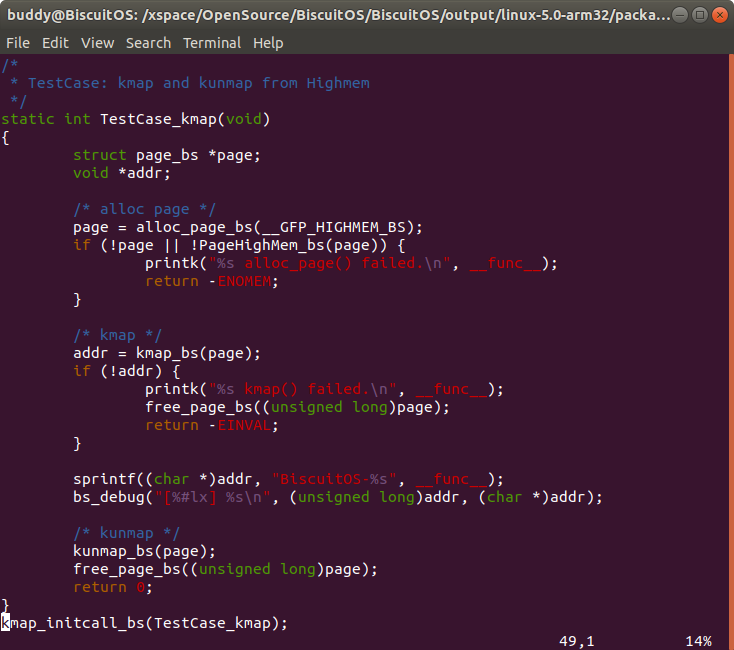 buddy@BiscuitOS: /xspace/OpenSource/BiscuitOS/BiscuitOS/output/linux-5.0-arm32/packa...
File Edit View Search Terminal Help
/*
 * TestCase: kmap and kunmap from Highmem
 */
static int TestCase_kmap(void)
{
        struct page_bs *page;
        void *addr;

        /* alloc page */
        page = alloc_page_bs(__GFP_HIGHMEM_BS);
        if (!page || !PageHighMem_bs(page)) {
                printk("%s alloc_page() failed.\n", __func__);
                return -ENOMEM;
        }

        /* kmap */
        addr = kmap_bs(page);
        if (!addr) {
                printk("%s kmap() failed.\n", __func__);
                free_page_bs((unsigned long)page);
                return -EINVAL;
        }

        sprintf((char *)addr, "BiscuitOS-%s", __func__);
        bs_debug("[%#lx] %s\n", (unsigned long)addr, (char *)addr);

        /* kunmap */
        kunmap_bs(page);
        free_page_bs((unsigned long)page);
        return 0;
}
kmap_initcall_bs(TestCase_kmap);
49,1 14%